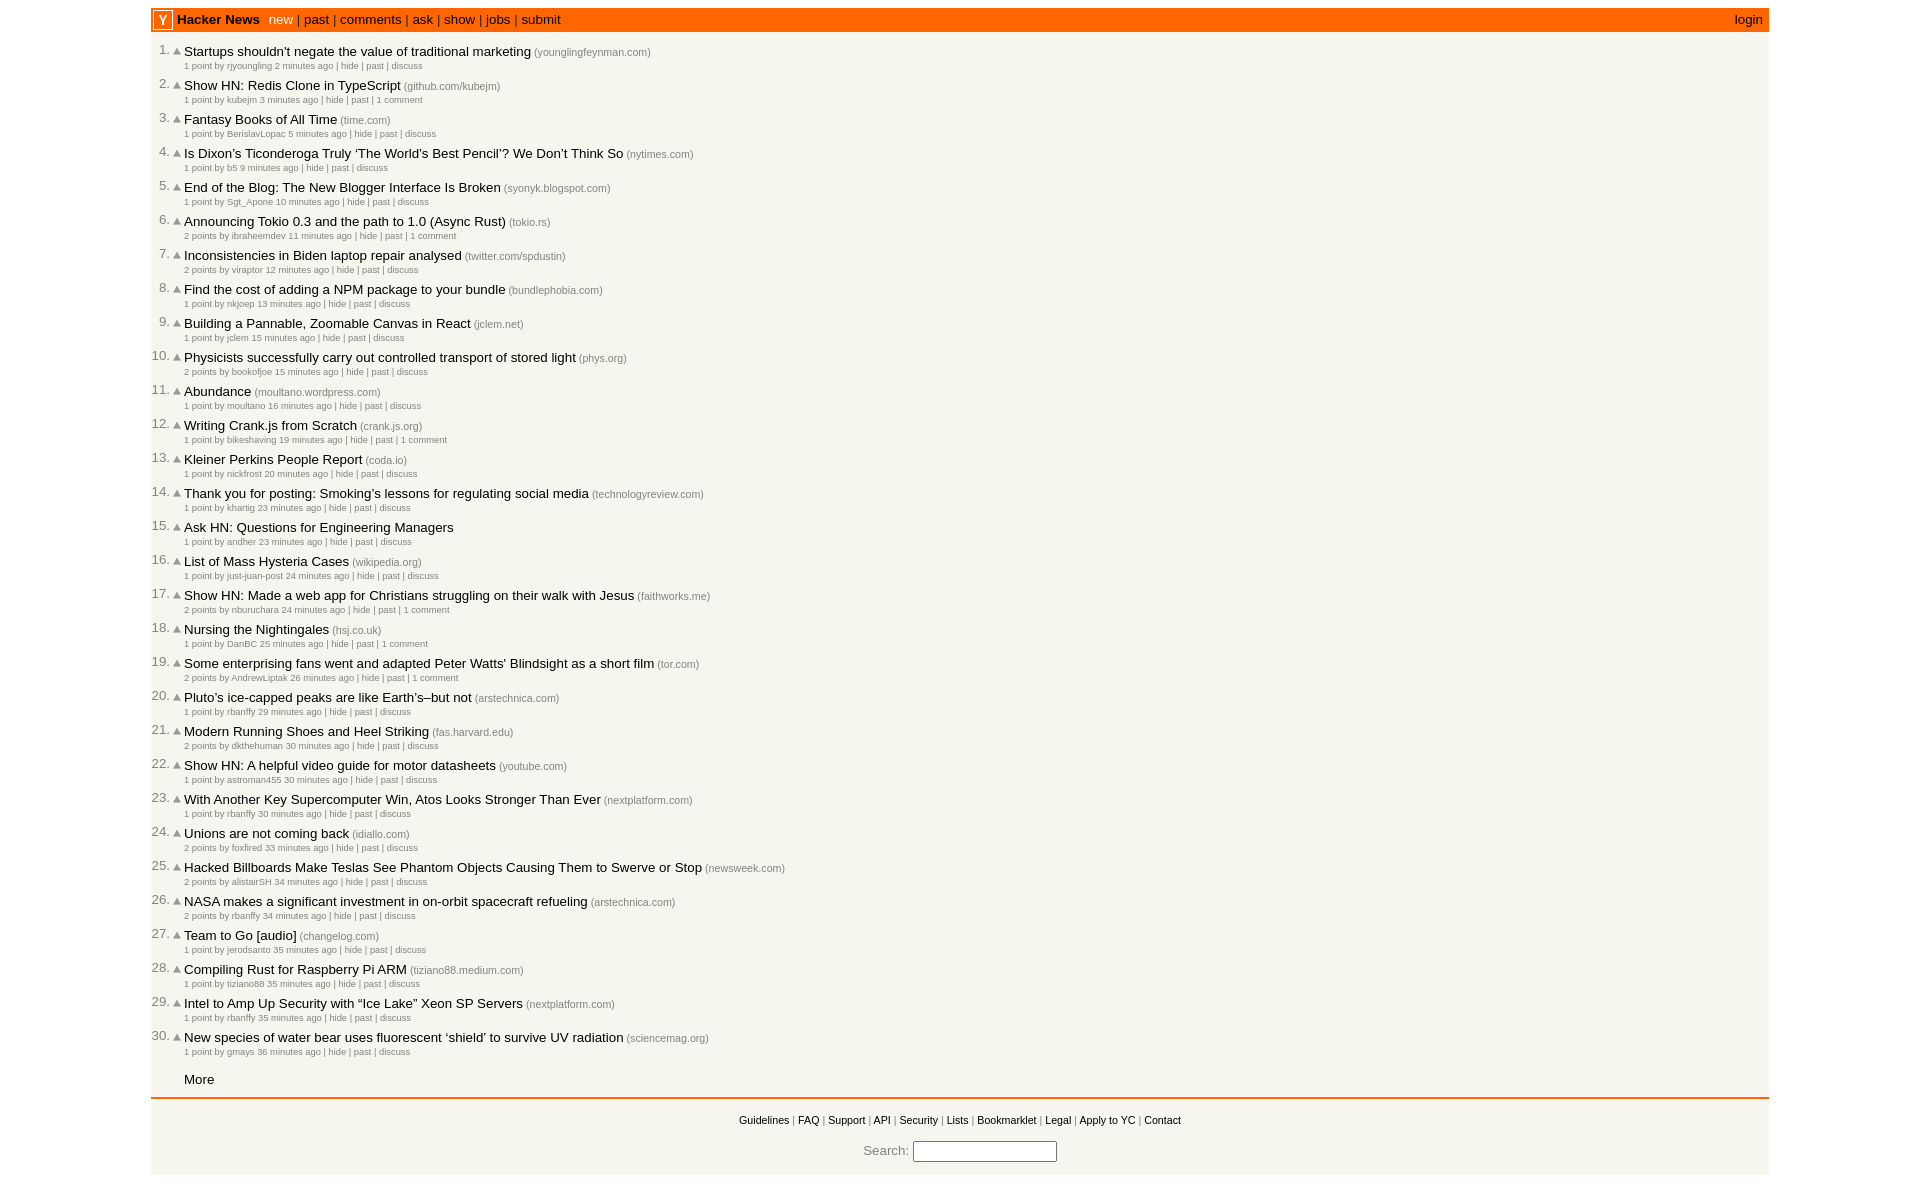 Y Hacker News new | past | comments | ask | show | jobs | submit login
1. Startups shouldn't negate the value of traditional marketing (younglingfeynman.com)
1 point by rjyoungling 2 minutes ago | hide | past | discuss
2. Show HN: Redis Clone in TypeScript (github.com/kubejm)
1 point by kubejm 3 minutes ago | hide | past | 1 comment
3. Fantasy Books of All Time (time.com)
1 point by BerislavLopac 5 minutes ago | hide | past | discuss
4. Is Dixon’s Ticonderoga Truly ‘The World’s Best Pencil’? We Don’t Think So (nytimes.com)
1 point by b5 9 minutes ago | hide | past | discuss
5. End of the Blog: The New Blogger Interface Is Broken (syonyk.blogspot.com)
1 point by Sgt_Apone 10 minutes ago | hide | past | discuss
6. Announcing Tokio 0.3 and the path to 1.0 (Async Rust) (tokio.rs)
2 points by ibraheemdev 11 minutes ago | hide | past | 1 comment
7. Inconsistencies in Biden laptop repair analysed (twitter.com/spdustin)
2 points by viraptor 12 minutes ago | hide | past | discuss
8. Find the cost of adding a NPM package to your bundle (bundlephobia.com)
1 point by nkjoep 13 minutes ago | hide | past | discuss
9. Building a Pannable, Zoomable Canvas in React (jclem.net)
1 point by jclem 15 minutes ago | hide | past | discuss
10. Physicists successfully carry out controlled transport of stored light (phys.org)
2 points by bookofjoe 15 minutes ago | hide | past | discuss
11. Abundance (moultano.wordpress.com)
1 point by moultano 16 minutes ago | hide | past | discuss
12. Writing Crank.js from Scratch (crank.js.org)
1 point by bikeshaving 19 minutes ago | hide | past | 1 comment
13. Kleiner Perkins People Report (coda.io)
1 point by nickfrost 20 minutes ago | hide | past | discuss
14. Thank you for posting: Smoking’s lessons for regulating social media (technologyreview.com)
1 point by khartig 23 minutes ago | hide | past | discuss
15. Ask HN: Questions for Engineering Managers
1 point by andher 23 minutes ago | hide | past | discuss
16. List of Mass Hysteria Cases (wikipedia.org)
1 point by just-juan-post 24 minutes ago | hide | past | discuss
17. Show HN: Made a web app for Christians struggling on their walk with Jesus (faithworks.me)
2 points by nburuchara 24 minutes ago | hide | past | 1 comment
18. Nursing the Nightingales (hsj.co.uk)
1 point by DanBC 25 minutes ago | hide | past | 1 comment
19. Some enterprising fans went and adapted Peter Watts' Blindsight as a short film (tor.com)
2 points by AndrewLiptak 26 minutes ago | hide | past | 1 comment
20. Pluto’s ice-capped peaks are like Earth’s–but not (arstechnica.com)
1 point by rbanffy 29 minutes ago | hide | past | discuss
21. Modern Running Shoes and Heel Striking (fas.harvard.edu)
2 points by dkthehuman 30 minutes ago | hide | past | discuss
22. Show HN: A helpful video guide for motor datasheets (youtube.com)
1 point by astroman455 30 minutes ago | hide | past | discuss
23. With Another Key Supercomputer Win, Atos Looks Stronger Than Ever (nextplatform.com)
1 point by rbanffy 30 minutes ago | hide | past | discuss
24. Unions are not coming back (idiallo.com)
2 points by foxfired 33 minutes ago | hide | past | discuss
25. Hacked Billboards Make Teslas See Phantom Objects Causing Them to Swerve or Stop (newsweek.com)
2 points by alistairSH 34 minutes ago | hide | past | discuss
26. NASA makes a significant investment in on-orbit spacecraft refueling (arstechnica.com)
2 points by rbanffy 34 minutes ago | hide | past | discuss
27. Team to Go [audio] (changelog.com)
1 point by jerodsanto 35 minutes ago | hide | past | discuss
28. Compiling Rust for Raspberry Pi ARM (tiziano88.medium.com)
1 point by tiziano88 35 minutes ago | hide | past | discuss
29. Intel to Amp Up Security with “Ice Lake” Xeon SP Servers (nextplatform.com)
1 point by rbanffy 35 minutes ago | hide | past | discuss
30. New species of water bear uses fluorescent ‘shield’ to survive UV radiation (sciencemag.org)
1 point by gmays 36 minutes ago | hide | past | discuss
More
Guidelines | FAQ | Support | API | Security | Lists | Bookmarklet | Legal | Apply to YC | Contact
Search: